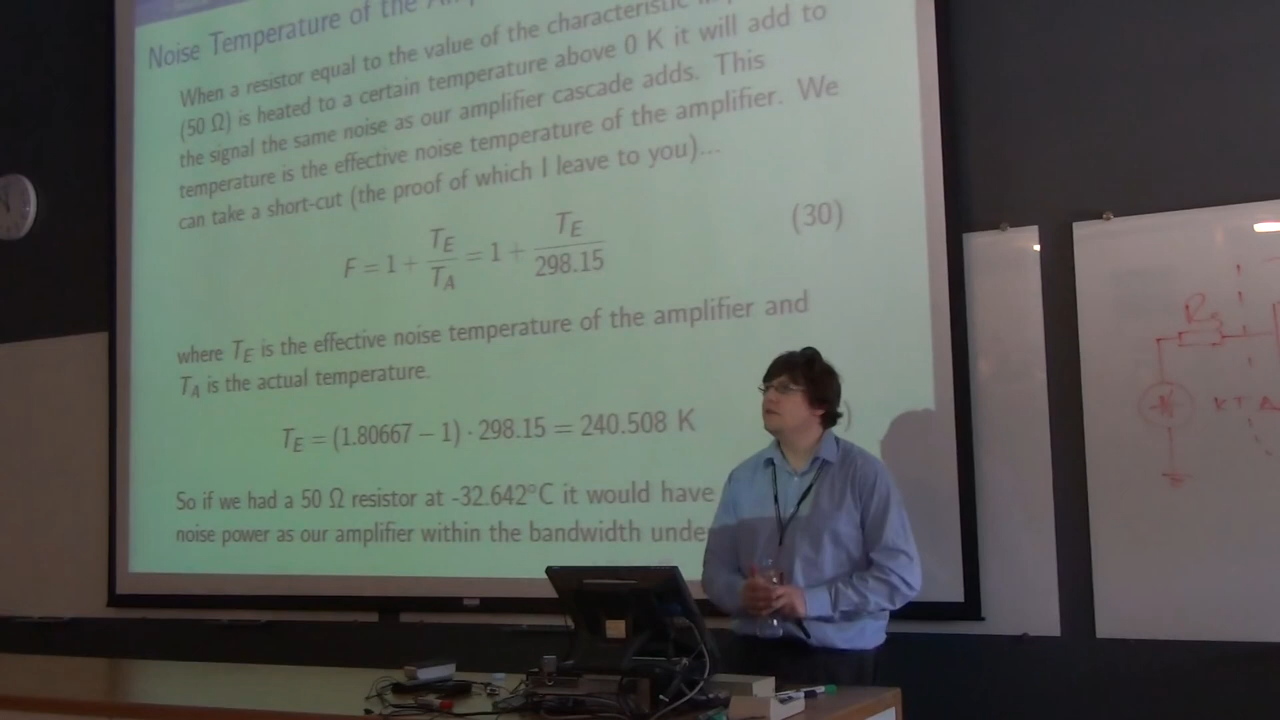 Noise Temperature of the
When a resistor equal to the value of the characteristic
(50 Ω) is heated to a certain temperature above 0 K it will add to
the signal the same noise as our amplifier cascade adds. This
temperature is the effective noise temperature of the amplifier. We
can take a short-cut (the proof of which I leave to you)...
F = 1 + T_E/T_A = 1 + T_E/298.15 (30)
where T_E is the effective noise temperature of the amplifier and
T_A is the actual temperature.
T_E = (1.80667 − 1) · 298.15 = 240.508 K )
So if we had a 50 Ω resistor at -32.642°C it would have
noise power as our amplifier within the bandwidth unde